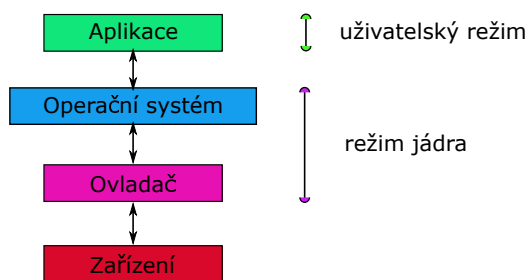 Aplikace
uživatelský režim
Operační systém
režim jádra
Ovladač
Zařízení